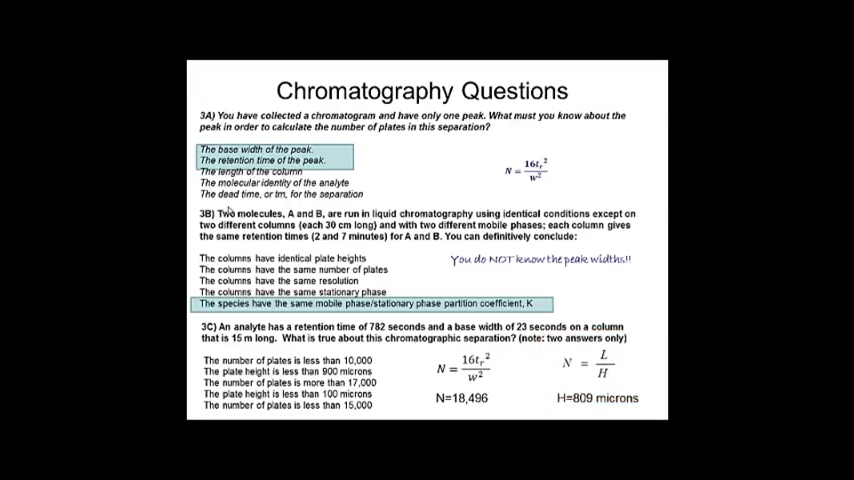 Chromatography Questions
3A) You have collected a chromatogram and have only one peak. What must you know about the
peak in order to calculate the number of plates in this separation?
The base width of the peak.
The retention time of the peak.
The length of the column
The molecular identity of the analyte
The dead time, or tm, for the separation
N = 16tᵣ²/w²
3B) Two molecules, A and B, are run in liquid chromatography using identical conditions except on
two different columns (each 30 cm long) and with two different mobile phases; each column gives
the same retention times (2 and 7 minutes) for A and B. You can definitively conclude:
The columns have identical plate heights
The columns have the same number of plates
The columns have the same resolution
The columns have the same stationary phase
The species have the same mobile phase/stationary phase partition coefficient, K
You do NOT know the peak widths!!
3C) An analyte has a retention time of 782 seconds and a base width of 23 seconds on a column
that is 15 m long. What is true about this chromatographic separation? (note: two answers only)
The number of plates is less than 10,000
The plate height is less than 900 microns
The number of plates is more than 17,000
The plate height is less than 100 microns
The number of plates is less than 15,000
N = 16tᵣ²/w²
N = L/H
N=18,496
H=809 microns